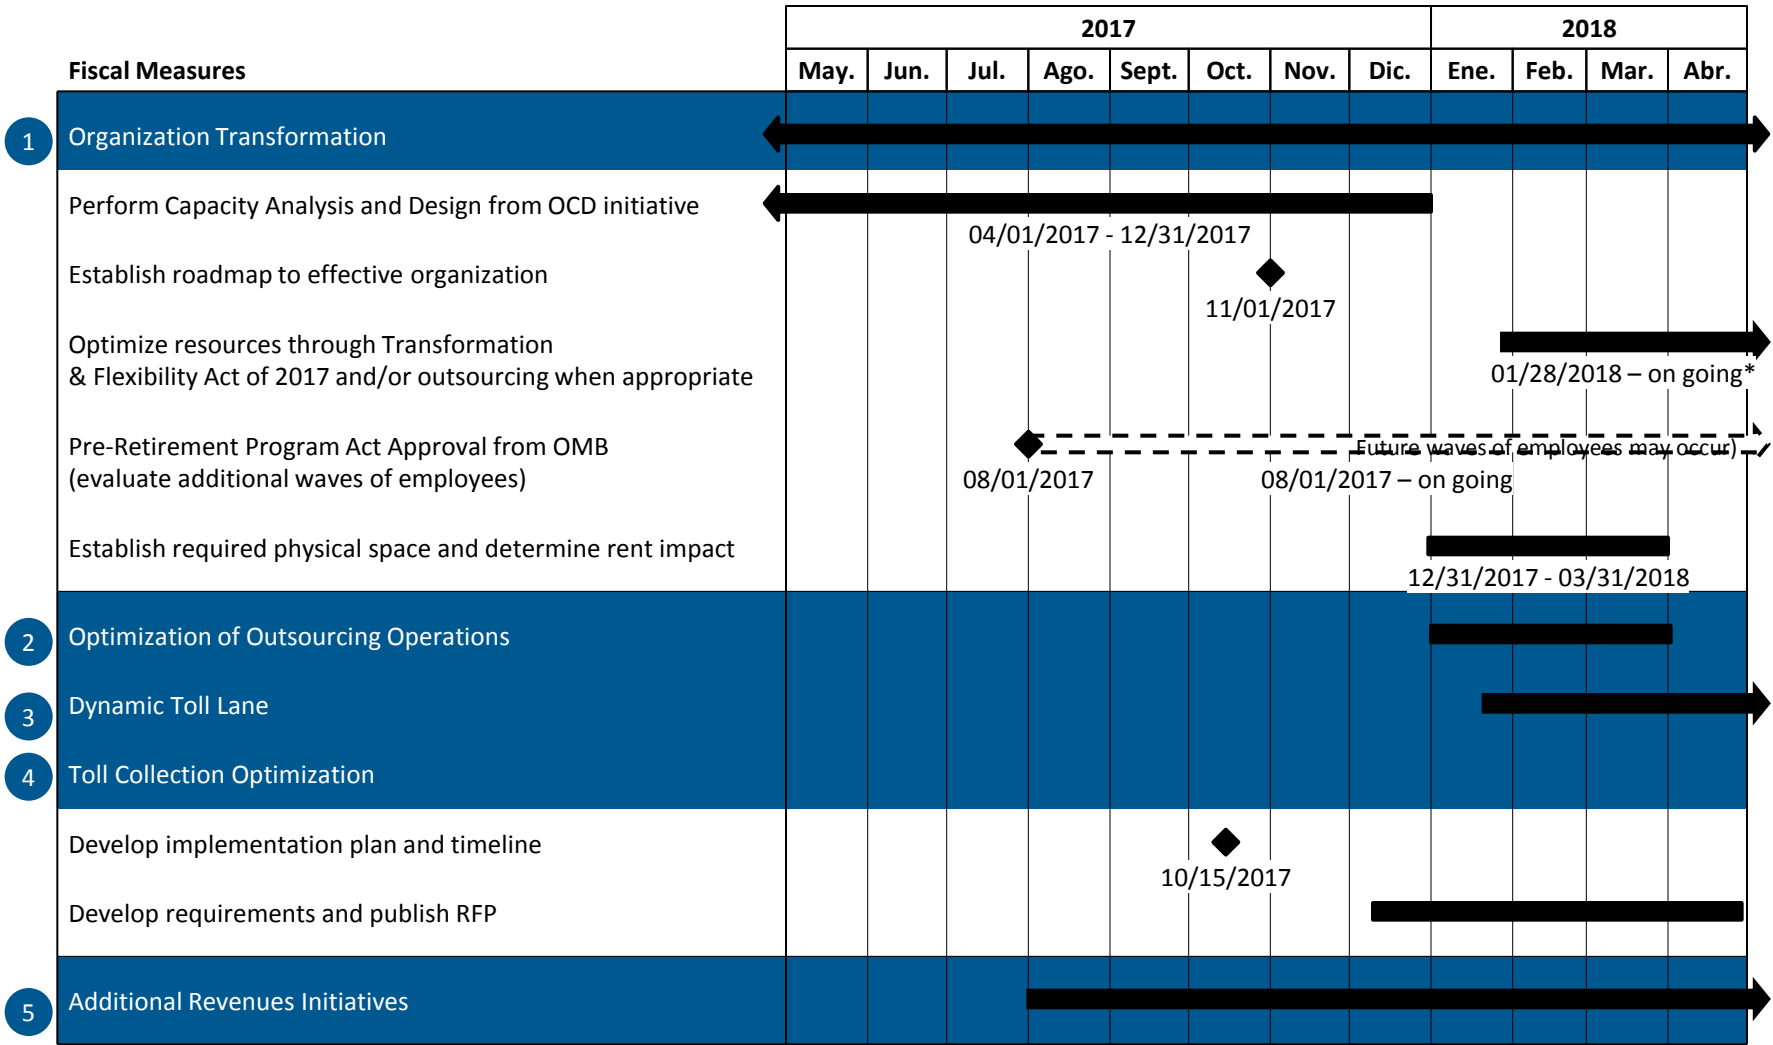 2017 2018
Fiscal Measures May. Jun. Jul. Ago. Sept. Oct. Nov. Dic. Ene. Feb. Mar. Abr.
1 Organization Transformation
Perform Capacity Analysis and Design from OCD initiative
04/01/2017 - 12/31/2017
Establish roadmap to effective organization
11/01/2017
Optimize resources through Transformation
& Flexibility Act of 2017 and/or outsourcing when appropriate
01/28/2018 – on going*
Pre-Retirement Program Act Approval from OMB
Future waves of employees may occur)
(evaluate additional waves of employees)
08/01/2017 08/01/2017 – on going
Establish required physical space and determine rent impact
12/31/2017 - 03/31/2018
2 Optimization of Outsourcing Operations
3 Dynamic Toll Lane
4 Toll Collection Optimization
Develop implementation plan and timeline
10/15/2017
Develop requirements and publish RFP
5 Additional Revenues Initiatives